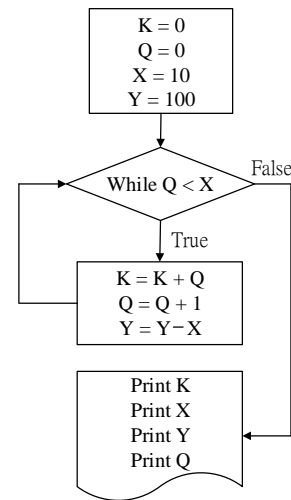 K = 0
Q = 0
X = 10
Y = 100
While Q < X
False
True
K = K + Q
Q = Q + 1
Y = Y−X
Print K
Print X
Print Y
Print Q